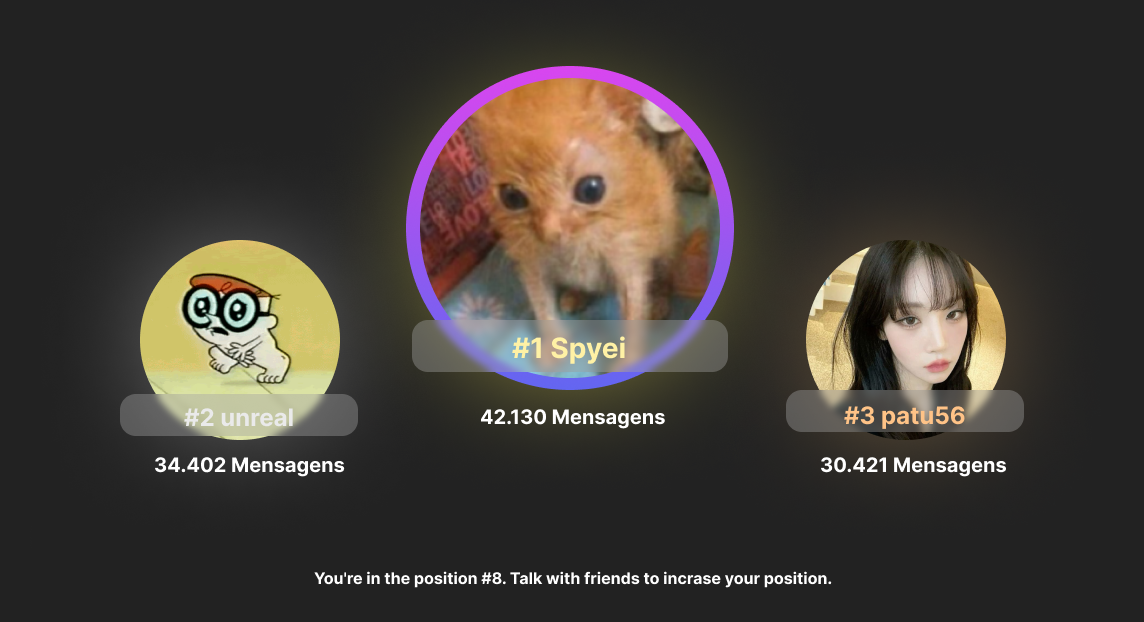 #1 Spyei
42.130 Mensagens
#2 unreal
34.402 Mensagens
#3 patu56
30.421 Mensagens
You're in the position #8. Talk with friends to incrase your position.